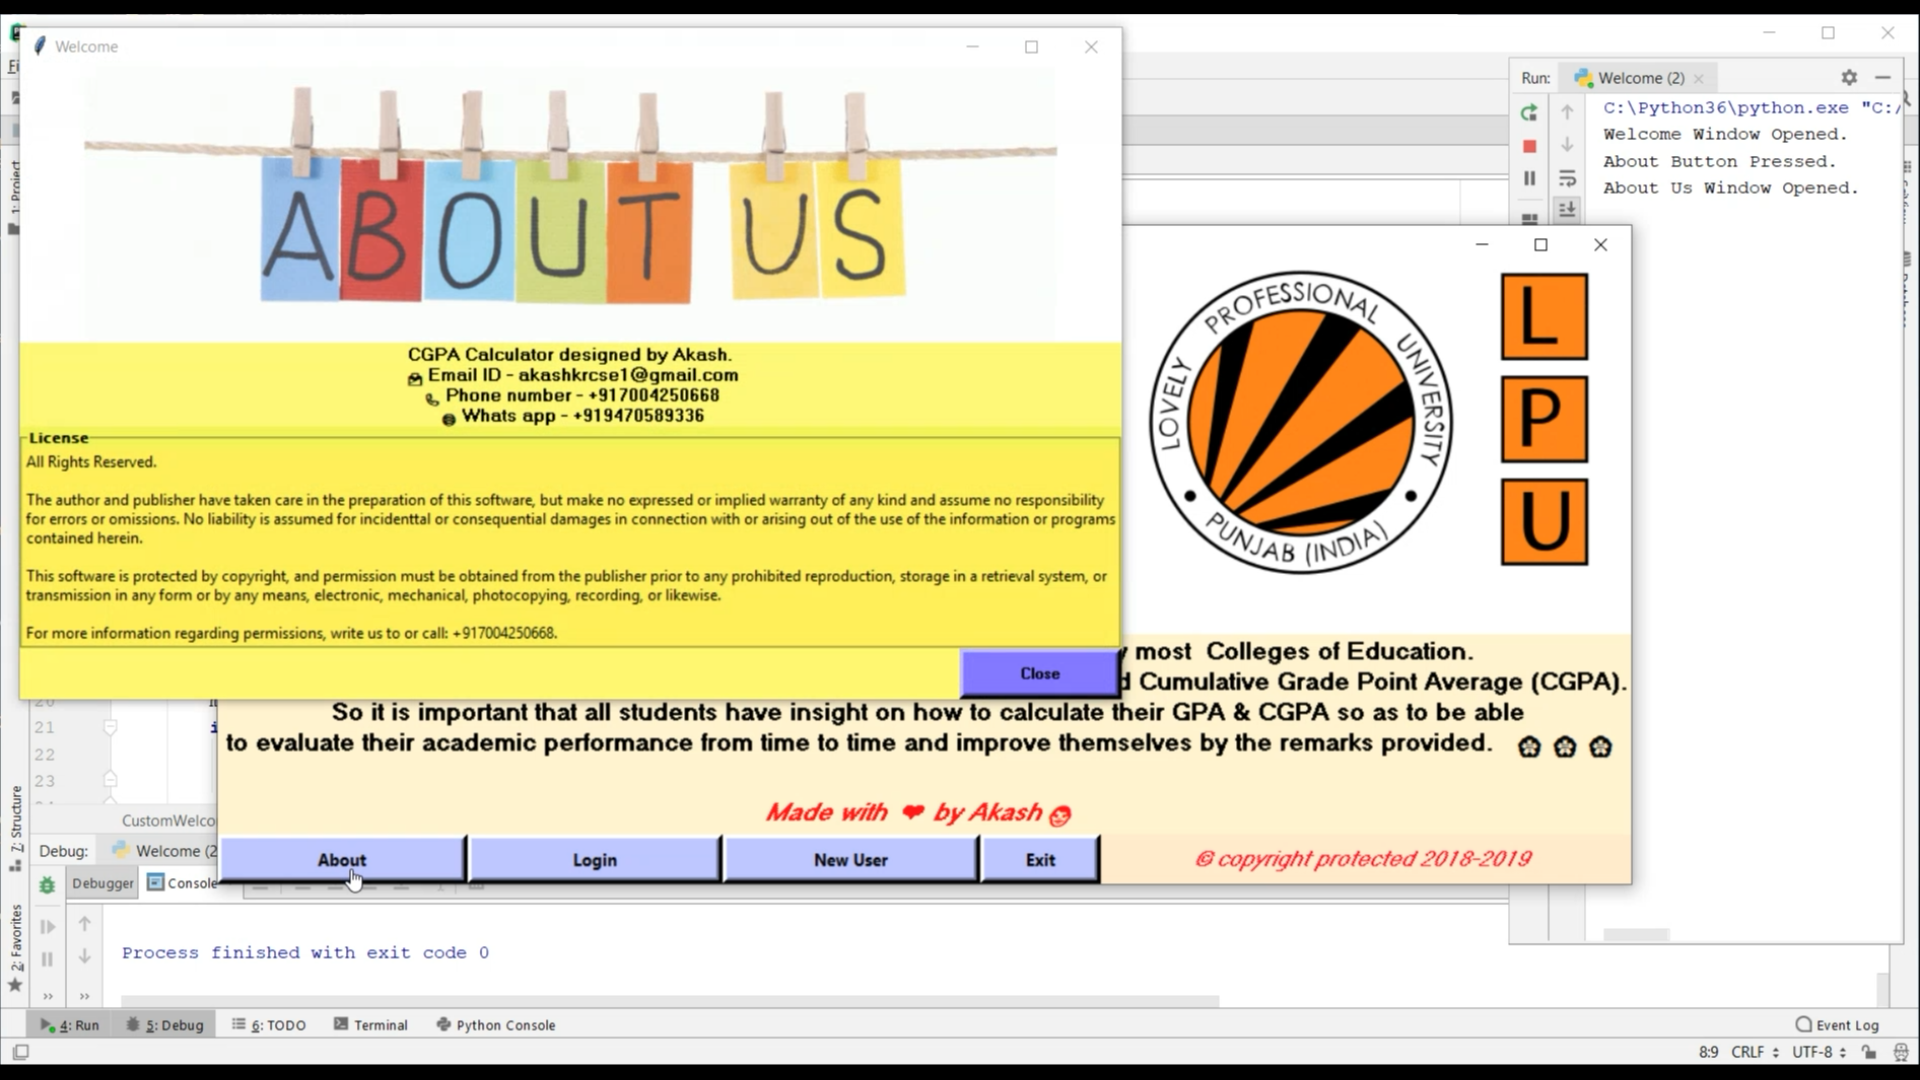 Welcome
ABOUT US
CGPA Calculator designed by Akash.
Email ID - akashkrcse1@gmail.com
Phone number - +917004250668
Whats app - +919470589336
License
All Rights Reserved.
The author and publisher have taken care in the preparation of this software, but make no expressed or implied warranty of any kind and assume no responsibility
for errors or omissions. No liability is assumed for incidenttal or consequential damages in connection with or arising out of the use of the information or programs
contained herein.
This software is protected by copyright, and permission must be obtained from the publisher prior to any prohibited reproduction, storage in a retrieval system, or
transmission in any form or by any means, electronic, mechanical, photocopying, recording, or likewise.
For more information regarding permissions, write us to or call: +917004250668.
Close
Run: Welcome (2)
C:\Python36\python.exe "C:/
Welcome Window Opened.
About Button Pressed.
About Us Window Opened.
LOVELY PROFESSIONAL UNIVERSITY
PUNJAB (INDIA)
L
P
U
most Colleges of Education.
d Cumulative Grade Point Average (CGPA).
So it is important that all students have insight on how to calculate their GPA & CGPA so as to be able
to evaluate their academic performance from time to time and improve themselves by the remarks provided.
Made with ❤ by Akash
About
Login
New User
Exit
© copyright protected 2018-2019
1: Project
21
22
23
CustomWelco
7: Structure
2: Favorites
Debug: Welcome (2
Debugger
Console
Process finished with exit code 0
4: Run
5: Debug
6: TODO
Terminal
Python Console
Event Log
8:9 CRLF UTF-8